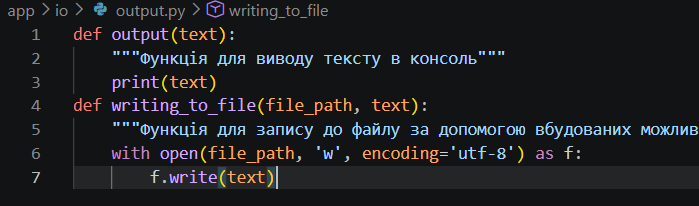 app > io > output.py > writing_to_file
1 def output(text):
2     """Функція для виводу тексту в консоль"""
3     print(text)
4 def writing_to_file(file_path, text):
5     """Функція для запису до файлу за допомогою вбудованих можлив
6     with open(file_path, 'w', encoding='utf-8') as f:
7         f.write(text)